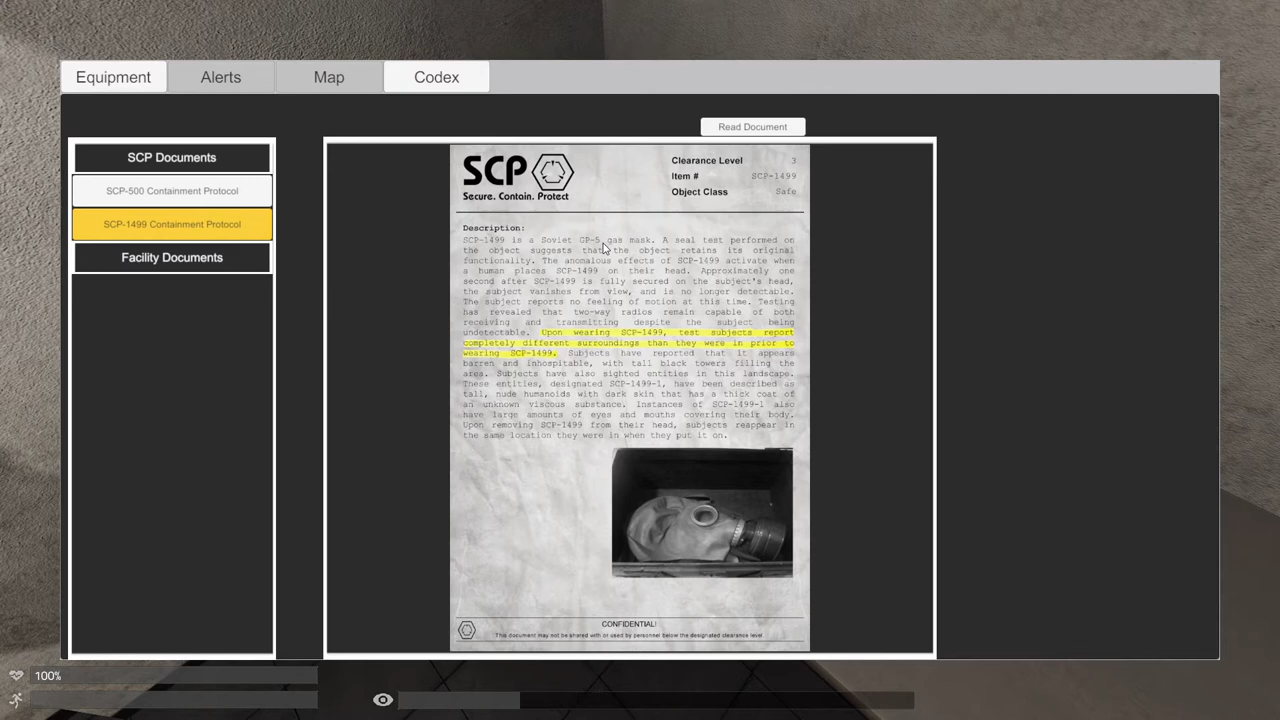 Equipment
Alerts
Map
Codex
Read Document
SCP Documents
SCP-500 Containment Protocol
SCP-1499 Containment Protocol
Facility Documents
SCP
Secure. Contain. Protect
Clearance Level 3
Item # SCP-1499
Object Class Safe
Description:
SCP-1499 is a Soviet GP-5 gas mask. A seal test performed on
the object suggests that the object retains its original
functionality. The anomalous effects of SCP-1499 activate when
a human places SCP-1499 on their head. Approximately one
second after SCP-1499 is fully secured on the subject's head,
the subject vanishes from view, and is no longer detectable.
The subject reports no feeling of motion at this time. Testing
has revealed that two-way radios remain capable of both
receiving and transmitting despite the subject being
undetectable. Upon wearing SCP-1499, test subjects report
completely different surroundings than they were in prior to
wearing SCP-1499. Subjects have reported that it appears
barren and inhospitable, with tall black towers filling the
area. Subjects have also sighted entities in this landscape.
These entities, designated SCP-1499-1, have been described as
tall, nude humanoids with dark skin that has a thick coat of
an unknown viscous substance. Instances of SCP-1499-1 also
have large amounts of eyes and mouths covering their body.
Upon removing SCP-1499 from their head, subjects reappear in
the same location they were in when they put it on.
CONFIDENTIAL!
This document may not be shared with or used by personnel below the designated clearance level
100%